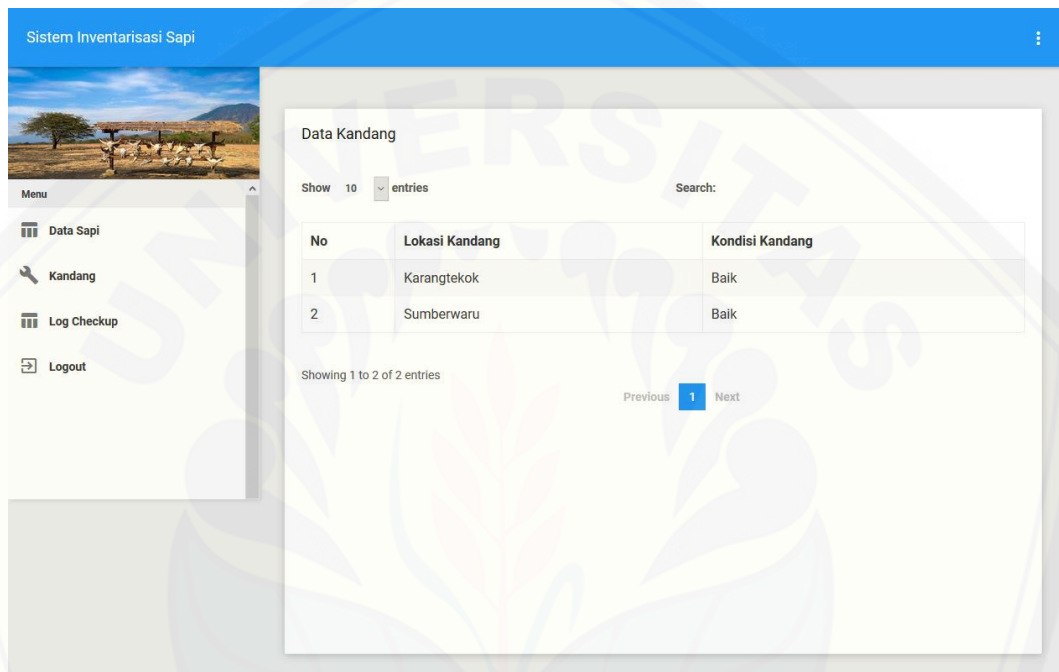 Sistem Inventarisasi Sapi
Menu
Data Sapi
Kandang
Log Checkup
Logout
Data Kandang
Show 10 entries Search:
No Lokasi Kandang Kondisi Kandang
1 Karangtekok Baik
2 Sumberwaru Baik
Showing 1 to 2 of 2 entries
Previous 1 Next
UNIVERSITAS